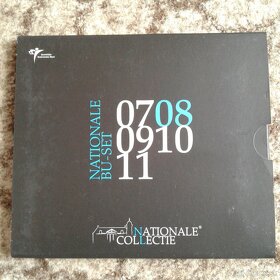 NATIONALE
BU-SET
0708
0910
11
NATIONALE®
COLLECTIE